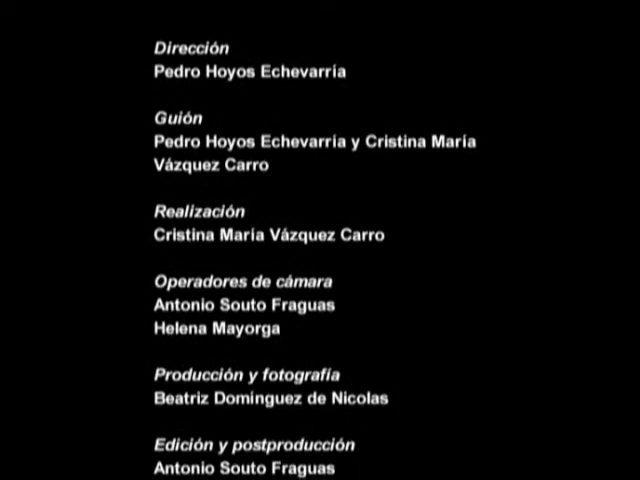 Dirección
Pedro Hoyos Echevarría
Guión
Pedro Hoyos Echevarría y Cristina María
Vázquez Carro
Realización
Cristina María Vázquez Carro
Operadores de cámara
Antonio Souto Fraguas
Helena Mayorga
Producción y fotografía
Beatriz Dominguez de Nicolas
Edición y postproducción
Antonio Souto Fraguas